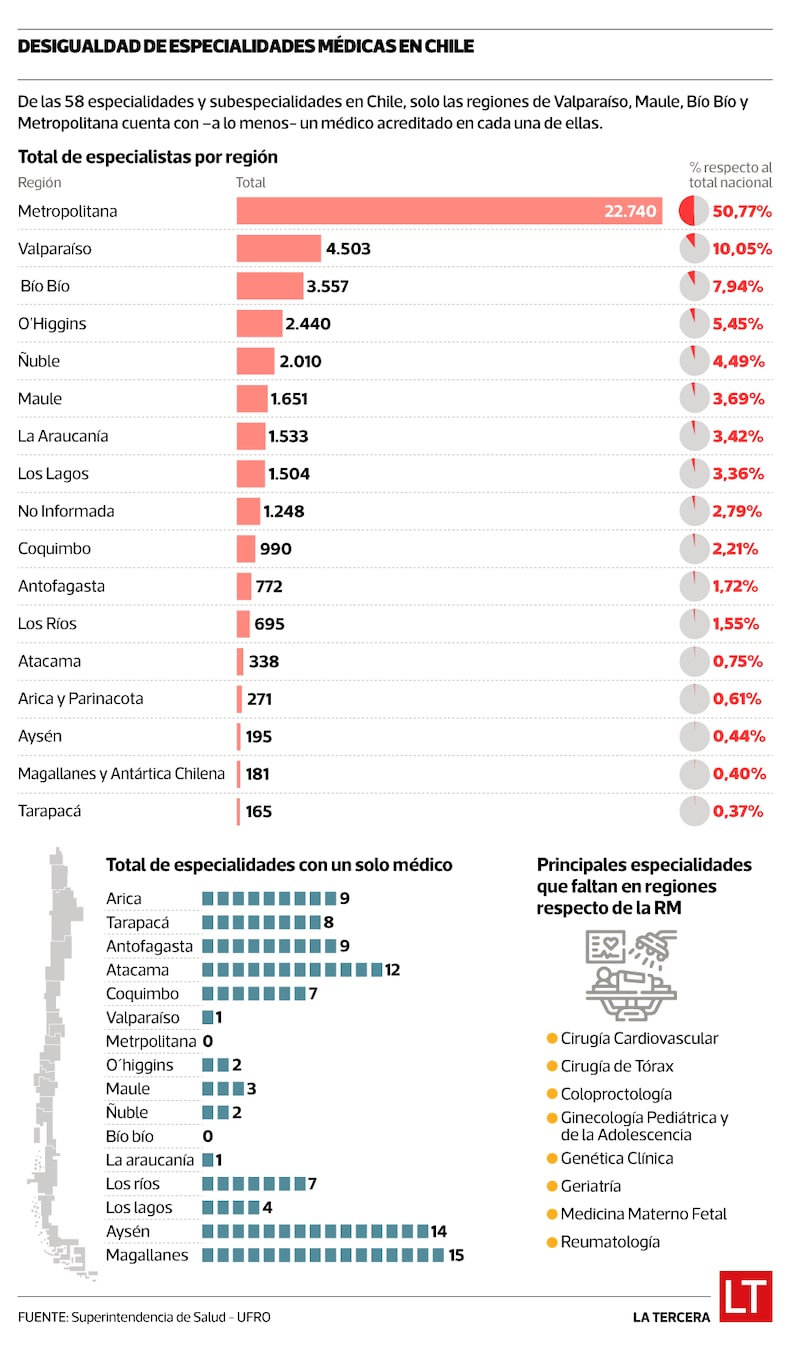 DESIGUALDAD DE ESPECIALIDADES MÉDICAS EN CHILE
De las 58 especialidades y subespecialidades en Chile, solo las regiones de Valparaíso, Maule, Bío Bío y
Metropolitana cuenta con –a lo menos– un médico acreditado en cada una de ellas.
Total de especialistas por región
% respecto al
total nacional
Región Total
Metropolitana 22.740 50,77%
Valparaíso 4.503 10,05%
Bío Bío 3.557 7,94%
O'Higgins 2.440 5,45%
Ñuble 2.010 4,49%
Maule 1.651 3,69%
La Araucanía 1.533 3,42%
Los Lagos 1.504 3,36%
No Informada 1.248 2,79%
Coquimbo 990 2,21%
Antofagasta 772 1,72%
Los Ríos 695 1,55%
Atacama 338 0,75%
Arica y Parinacota 271 0,61%
Aysén 195 0,44%
Magallanes y Antártica Chilena 181 0,40%
Tarapacá 165 0,37%
Total de especialidades con un solo médico
Arica 9
Tarapacá 8
Antofagasta 9
Atacama 12
Coquimbo 7
Valparaíso 1
Metrpolitana 0
O´higgins 2
Maule 3
Ñuble 2
Bío bío 0
La araucanía 1
Los ríos 7
Los lagos 4
Aysén 14
Magallanes 15
Principales especialidades
que faltan en regiones
respecto de la RM
Cirugía Cardiovascular
Cirugía de Tórax
Coloproctología
Ginecología Pediátrica y
de la Adolescencia
Genética Clínica
Geriatría
Medicina Materno Fetal
Reumatología
FUENTE: Superintendencia de Salud - UFRO
LA TERCERA
LT